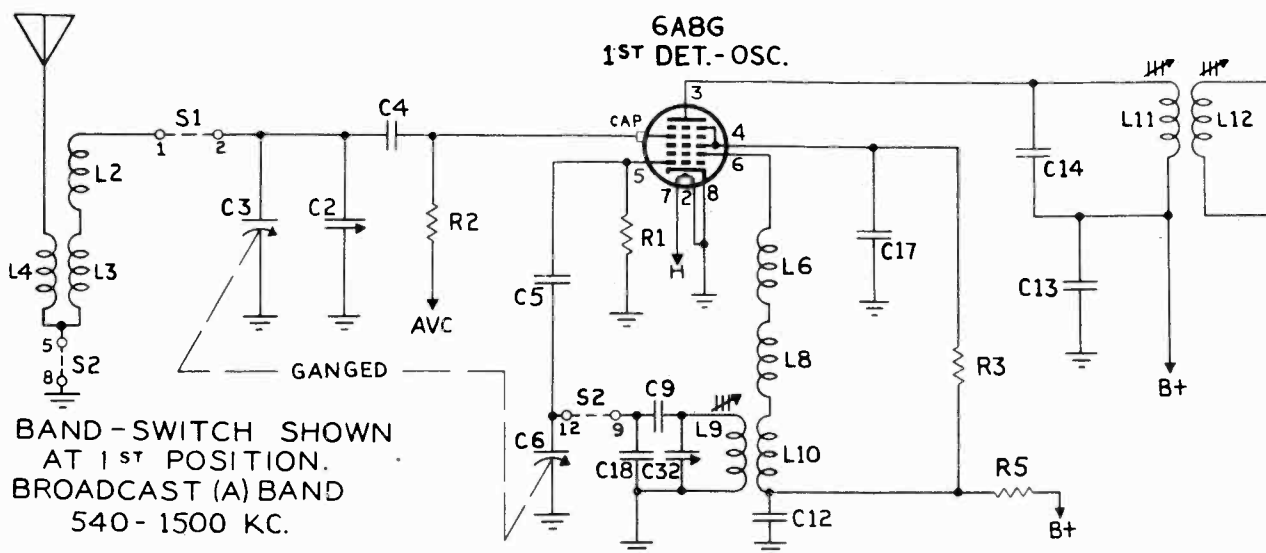 6A8G
1ST DET.-OSC.
3
C4
S1
CAP
4
L11
L12
1
2
6
C14
L2
5
7
2
8
C3
C2
R2
R1
C17
L6
L4
L3
H
C5
C13
AVC
5
S2
8
GANGED
L8
R3
B+
S2
C9
12
9
L9
BAND-SWITCH SHOWN
AT 1ST POSITION.
BROADCAST (A) BAND
540-1500 KC.
C6
C18
C32
L10
R5
C12
B+